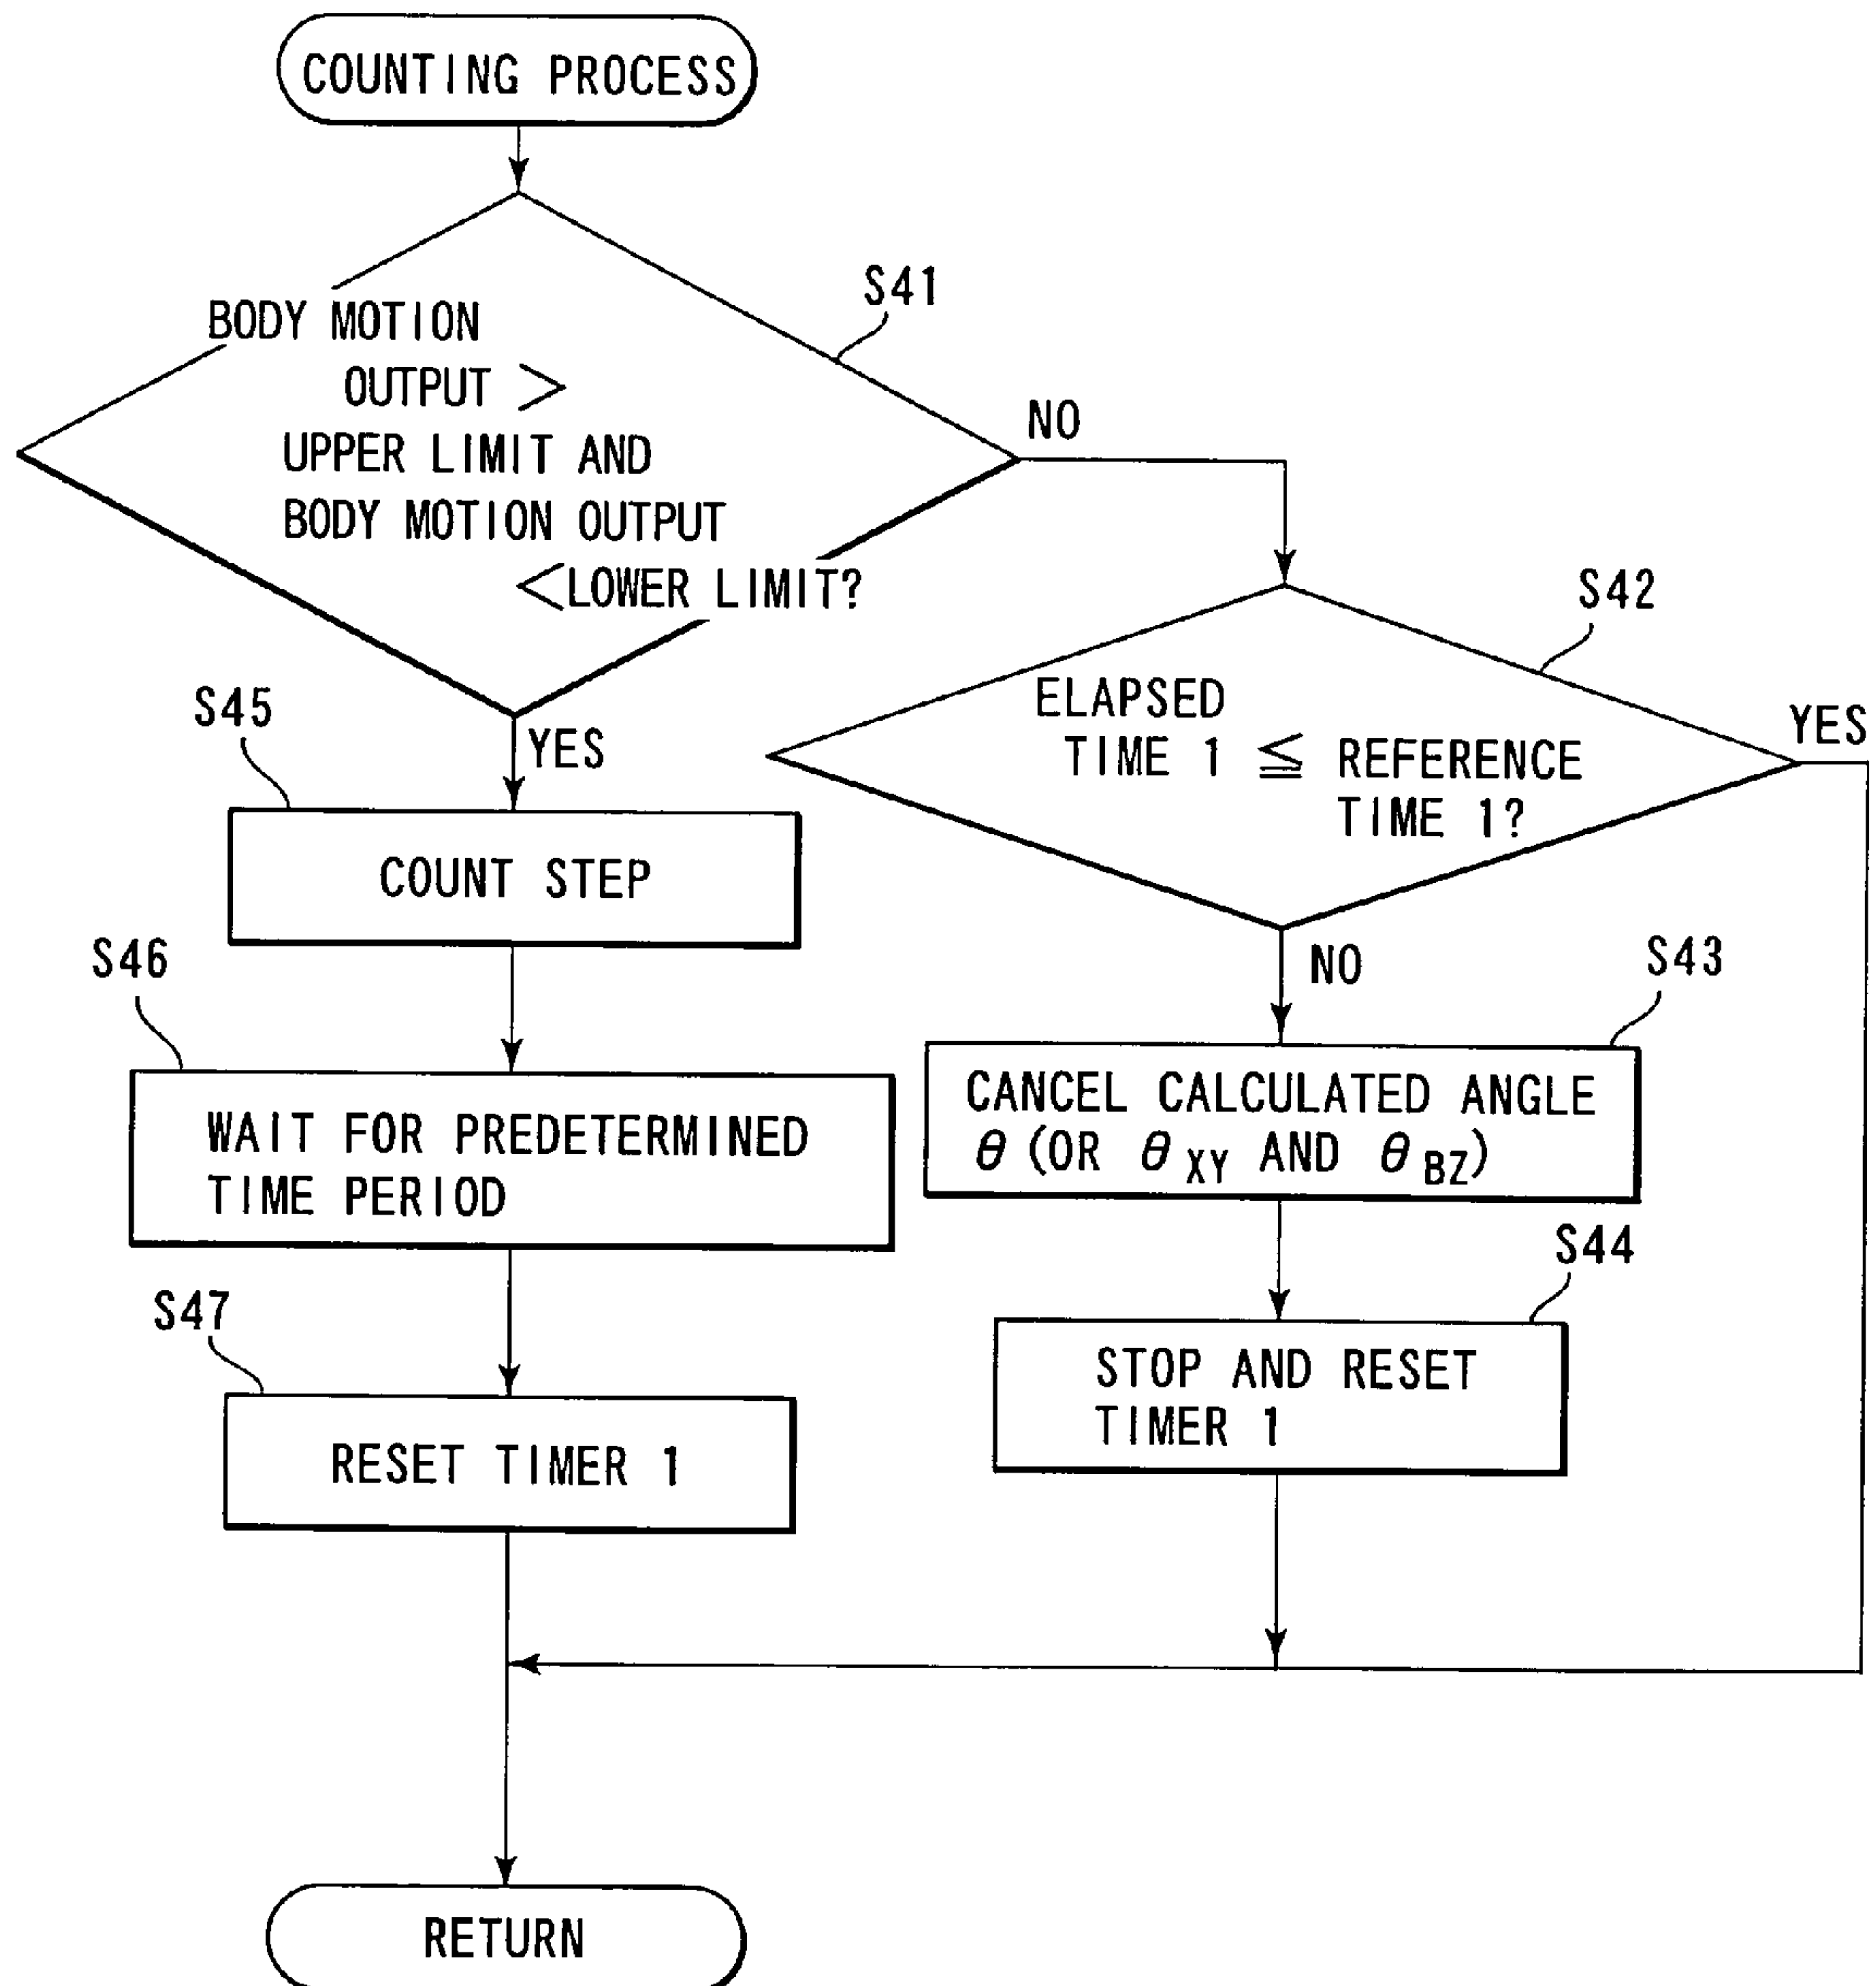 COUNTING PROCESS
S41
BODY MOTION
OUTPUT >
UPPER LIMIT AND
BODY MOTION OUTPUT
<LOWER LIMIT?
NO
YES
S42
ELAPSED
TIME 1 ≦ REFERENCE
TIME 1?
YES
NO
S45
COUNT STEP
S46
WAIT FOR PREDETERMINED
TIME PERIOD
S47
RESET TIMER 1
S43
CANCEL CALCULATED ANGLE
θ (OR θ XY AND θ BZ)
S44
STOP AND RESET
TIMER 1
RETURN